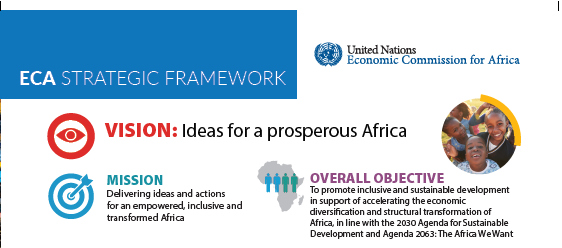 ECA STRATEGIC FRAMEWORK
United Nations
Economic Commission for Africa
VISION: Ideas for a prosperous Africa
MISSION
Delivering ideas and actions
for an empowered, inclusive and
transformed Africa
OVERALL OBJECTIVE
To promote inclusive and sustainable development
in support of accelerating the economic
diversification and structural transformation of
Africa, in line with the 2030 Agenda for Sustainable
Development and Agenda 2063: The Africa We Want